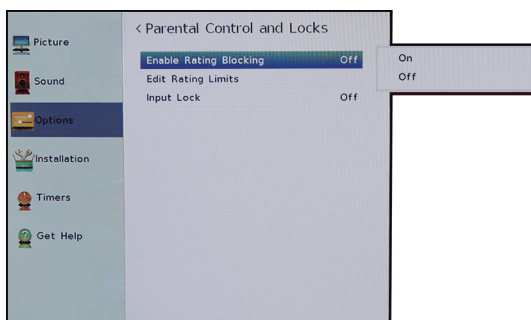 < Parental Control and Locks
Picture
Sound
Options
Installation
Timers
Get Help
Enable Rating Blocking Off
Edit Rating Limits
Input Lock Off
On
Off